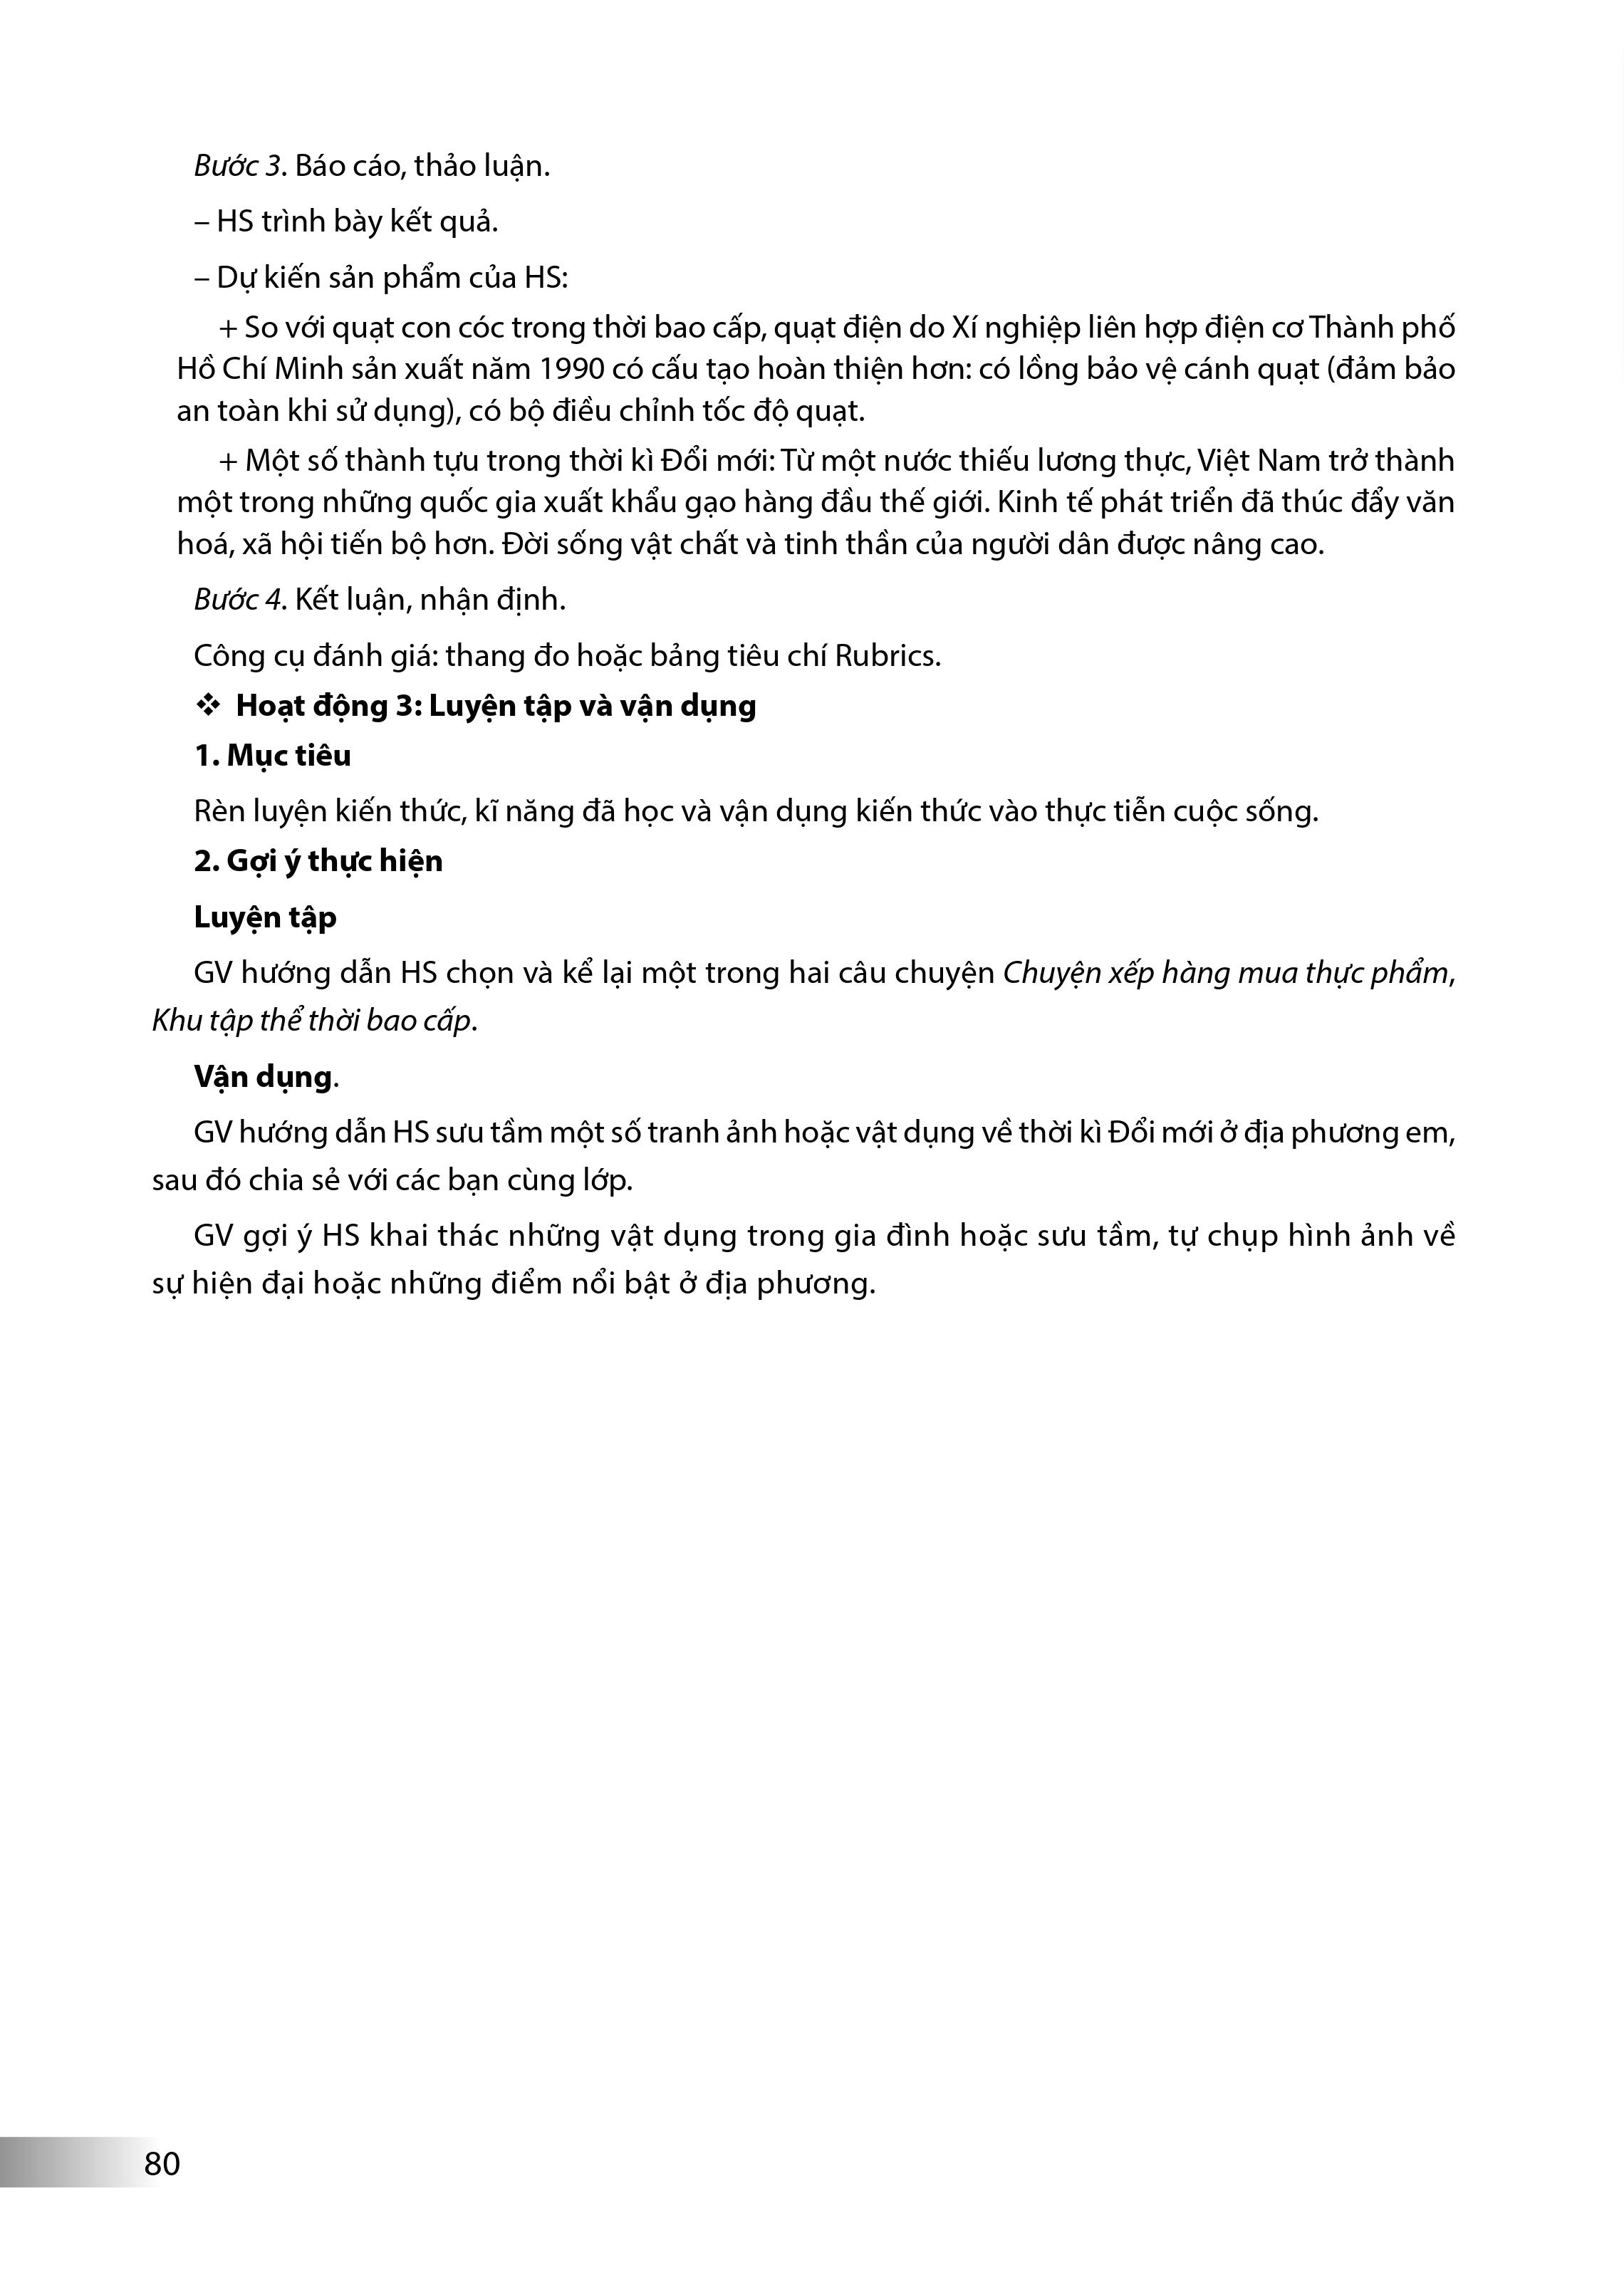 Bước 3. Báo cáo, thảo luận.
– HS trình bày kết quả.
– Dự kiến sản phẩm của HS:
+ So với quạt con cóc trong thời bao cấp, quạt điện do Xí nghiệp liên hợp điện cơ Thành phố
Hồ Chí Minh sản xuất năm 1990 có cấu tạo hoàn thiện hơn: có lồng bảo vệ cánh quạt (đảm bảo
an toàn khi sử dụng), có bộ điều chỉnh tốc độ quạt.
+ Một số thành tựu trong thời kì Đổi mới: Từ một nước thiếu lương thực, Việt Nam trở thành
một trong những quốc gia xuất khẩu gạo hàng đầu thế giới. Kinh tế phát triển đã thúc đẩy văn
hoá, xã hội tiến bộ hơn. Đời sống vật chất và tinh thần của người dân được nâng cao.
Bước 4. Kết luận, nhận định.
Công cụ đánh giá: thang đo hoặc bảng tiêu chí Rubrics.
❖ Hoạt động 3: Luyện tập và vận dụng
1. Mục tiêu
Rèn luyện kiến thức, kĩ năng đã học và vận dụng kiến thức vào thực tiễn cuộc sống.
2. Gợi ý thực hiện
Luyện tập
GV hướng dẫn HS chọn và kể lại một trong hai câu chuyện Chuyện xếp hàng mua thực phẩm,
Khu tập thể thời bao cấp.
Vận dụng.
GV hướng dẫn HS sưu tầm một số tranh ảnh hoặc vật dụng về thời kì Đổi mới ở địa phương em,
sau đó chia sẻ với các bạn cùng lớp.
GV gợi ý HS khai thác những vật dụng trong gia đình hoặc sưu tầm, tự chụp hình ảnh về
sự hiện đại hoặc những điểm nổi bật ở địa phương.
80